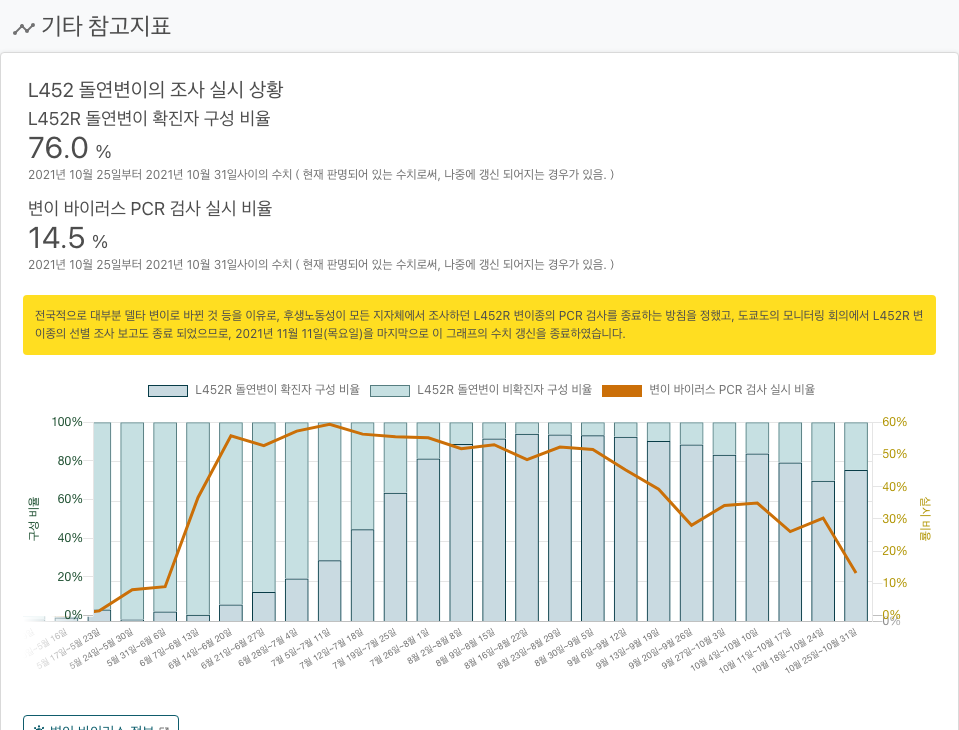 기타 참고지표
L452 돌연변이의 조사 실시 상황
L452R 돌연변이 확진자 구성 비율
76.0 %
2021년 10월 25일부터 2021년 10월 31일사이의 수치 ( 현재 판명되어 있는 수치로써, 나중에 갱신 되어지는 경우가 있음. )
변이 바이러스 PCR 검사 실시 비율
14.5 %
2021년 10월 25일부터 2021년 10월 31일사이의 수치 ( 현재 판명되어 있는 수치로써, 나중에 갱신 되어지는 경우가 있음. )
전국적으로 대부분 델타 변이로 바뀐 것 등을 이유로, 후생노동성이 모든 지자체에서 조사하던 L452R 변이종의 PCR 검사를 종료하는 방침을 정했고, 도쿄도의 모니터링 회의에서 L452R 변
이종의 선별 조사 보고도 종료 되었으므로, 2021년 11월 11일(목요일)을 마지막으로 이 그래프의 수치 갱신을 종료하였습니다.
L452R 돌연변이 확진자 구성 비율 L452R 돌연변이 비확진자 구성 비율 변이 바이러스 PCR 검사 실시 비율
100%
80%
60%
40%
20%
0%
구성 비율
60%
50%
40%
30%
20%
10%
0%
0%
실시 비율
5월 16일
5월 17일~5월 23일
5월 24일~5월 30일
5월 31일~6월 6일
6월 7일~6월 13일
6월 14일~6월 20일
6월 21일~6월 27일
6월 28일~7월 4일
7월 5일~7월 11일
7월 12일~7월 18일
7월 19일~7월 25일
7월 26일~8월 1일
8월 2일~8월 8일
8월 9일~8월 15일
8월 16일~8월 22일
8월 23일~8월 29일
8월 30일~9월 5일
9월 6일~9월 12일
9월 13일~9월 19일
9월 20일~9월 26일
9월 27일~10월 3일
10월 4일~10월 10일
10월 11일~10월 17일
10월 18일~10월 24일
10월 25일~10월 31일
변이 바이러스 정보